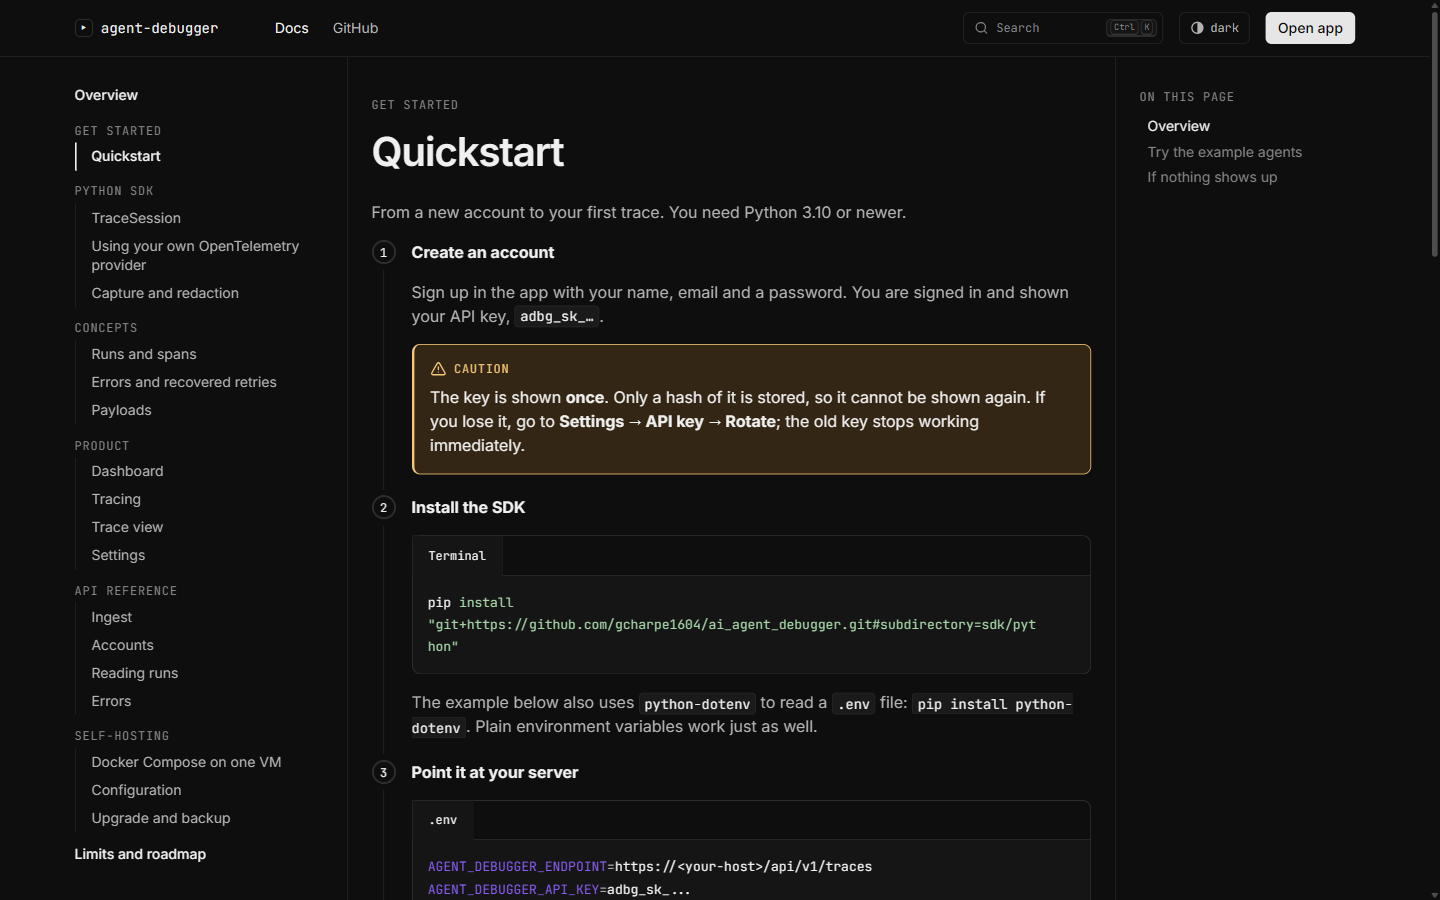 agent-debugger
Docs
GitHub
Search
Ctrl K
dark
Open app
Overview
GET STARTED
Quickstart
PYTHON SDK
TraceSession
Using your own OpenTelemetry
provider
Capture and redaction
CONCEPTS
Runs and spans
Errors and recovered retries
Payloads
PRODUCT
Dashboard
Tracing
Trace view
Settings
API REFERENCE
Ingest
Accounts
Reading runs
Errors
SELF-HOSTING
Docker Compose on one VM
Configuration
Upgrade and backup
Limits and roadmap
GET STARTED
Quickstart
From a new account to your first trace. You need Python 3.10 or newer.
1 Create an account
Sign up in the app with your name, email and a password. You are signed in and shown
your API key, adbg_sk_… .
CAUTION
The key is shown once. Only a hash of it is stored, so it cannot be shown again. If
you lose it, go to Settings → API key → Rotate; the old key stops working
immediately.
2 Install the SDK
Terminal
pip install
"git+https://github.com/gcharpe1604/ai_agent_debugger.git#subdirectory=sdk/pyt
hon"
The example below also uses python-dotenv to read a .env file: pip install python-
dotenv. Plain environment variables work just as well.
3 Point it at your server
.env
AGENT_DEBUGGER_ENDPOINT=https://<your-host>/api/v1/traces
AGENT_DEBUGGER_API_KEY=adbg_sk_...
ON THIS PAGE
Overview
Try the example agents
If nothing shows up